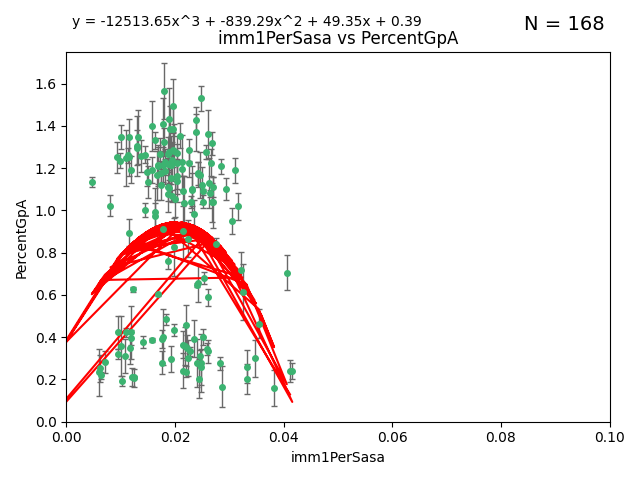 y = -12513.65x^3 + -839.29x^2 + 49.35x + 0.39
N = 168
imm1PerSasa vs PercentGpA
PercentGpA
1.6
1.4
1.2
1.0
0.8
0.6
0.4
0.2
0.0
0.00 0.02 0.04 0.06 0.08 0.10
imm1PerSasa